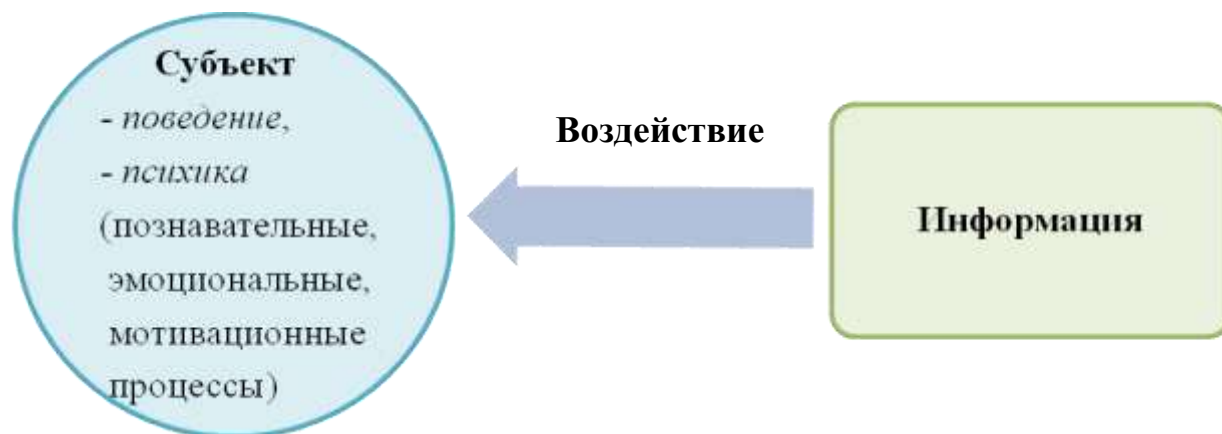 Субъект
- поведение,
- психика
(познавательные,
эмоциональные,
мотивационные
процессы)
Воздействие
Информация